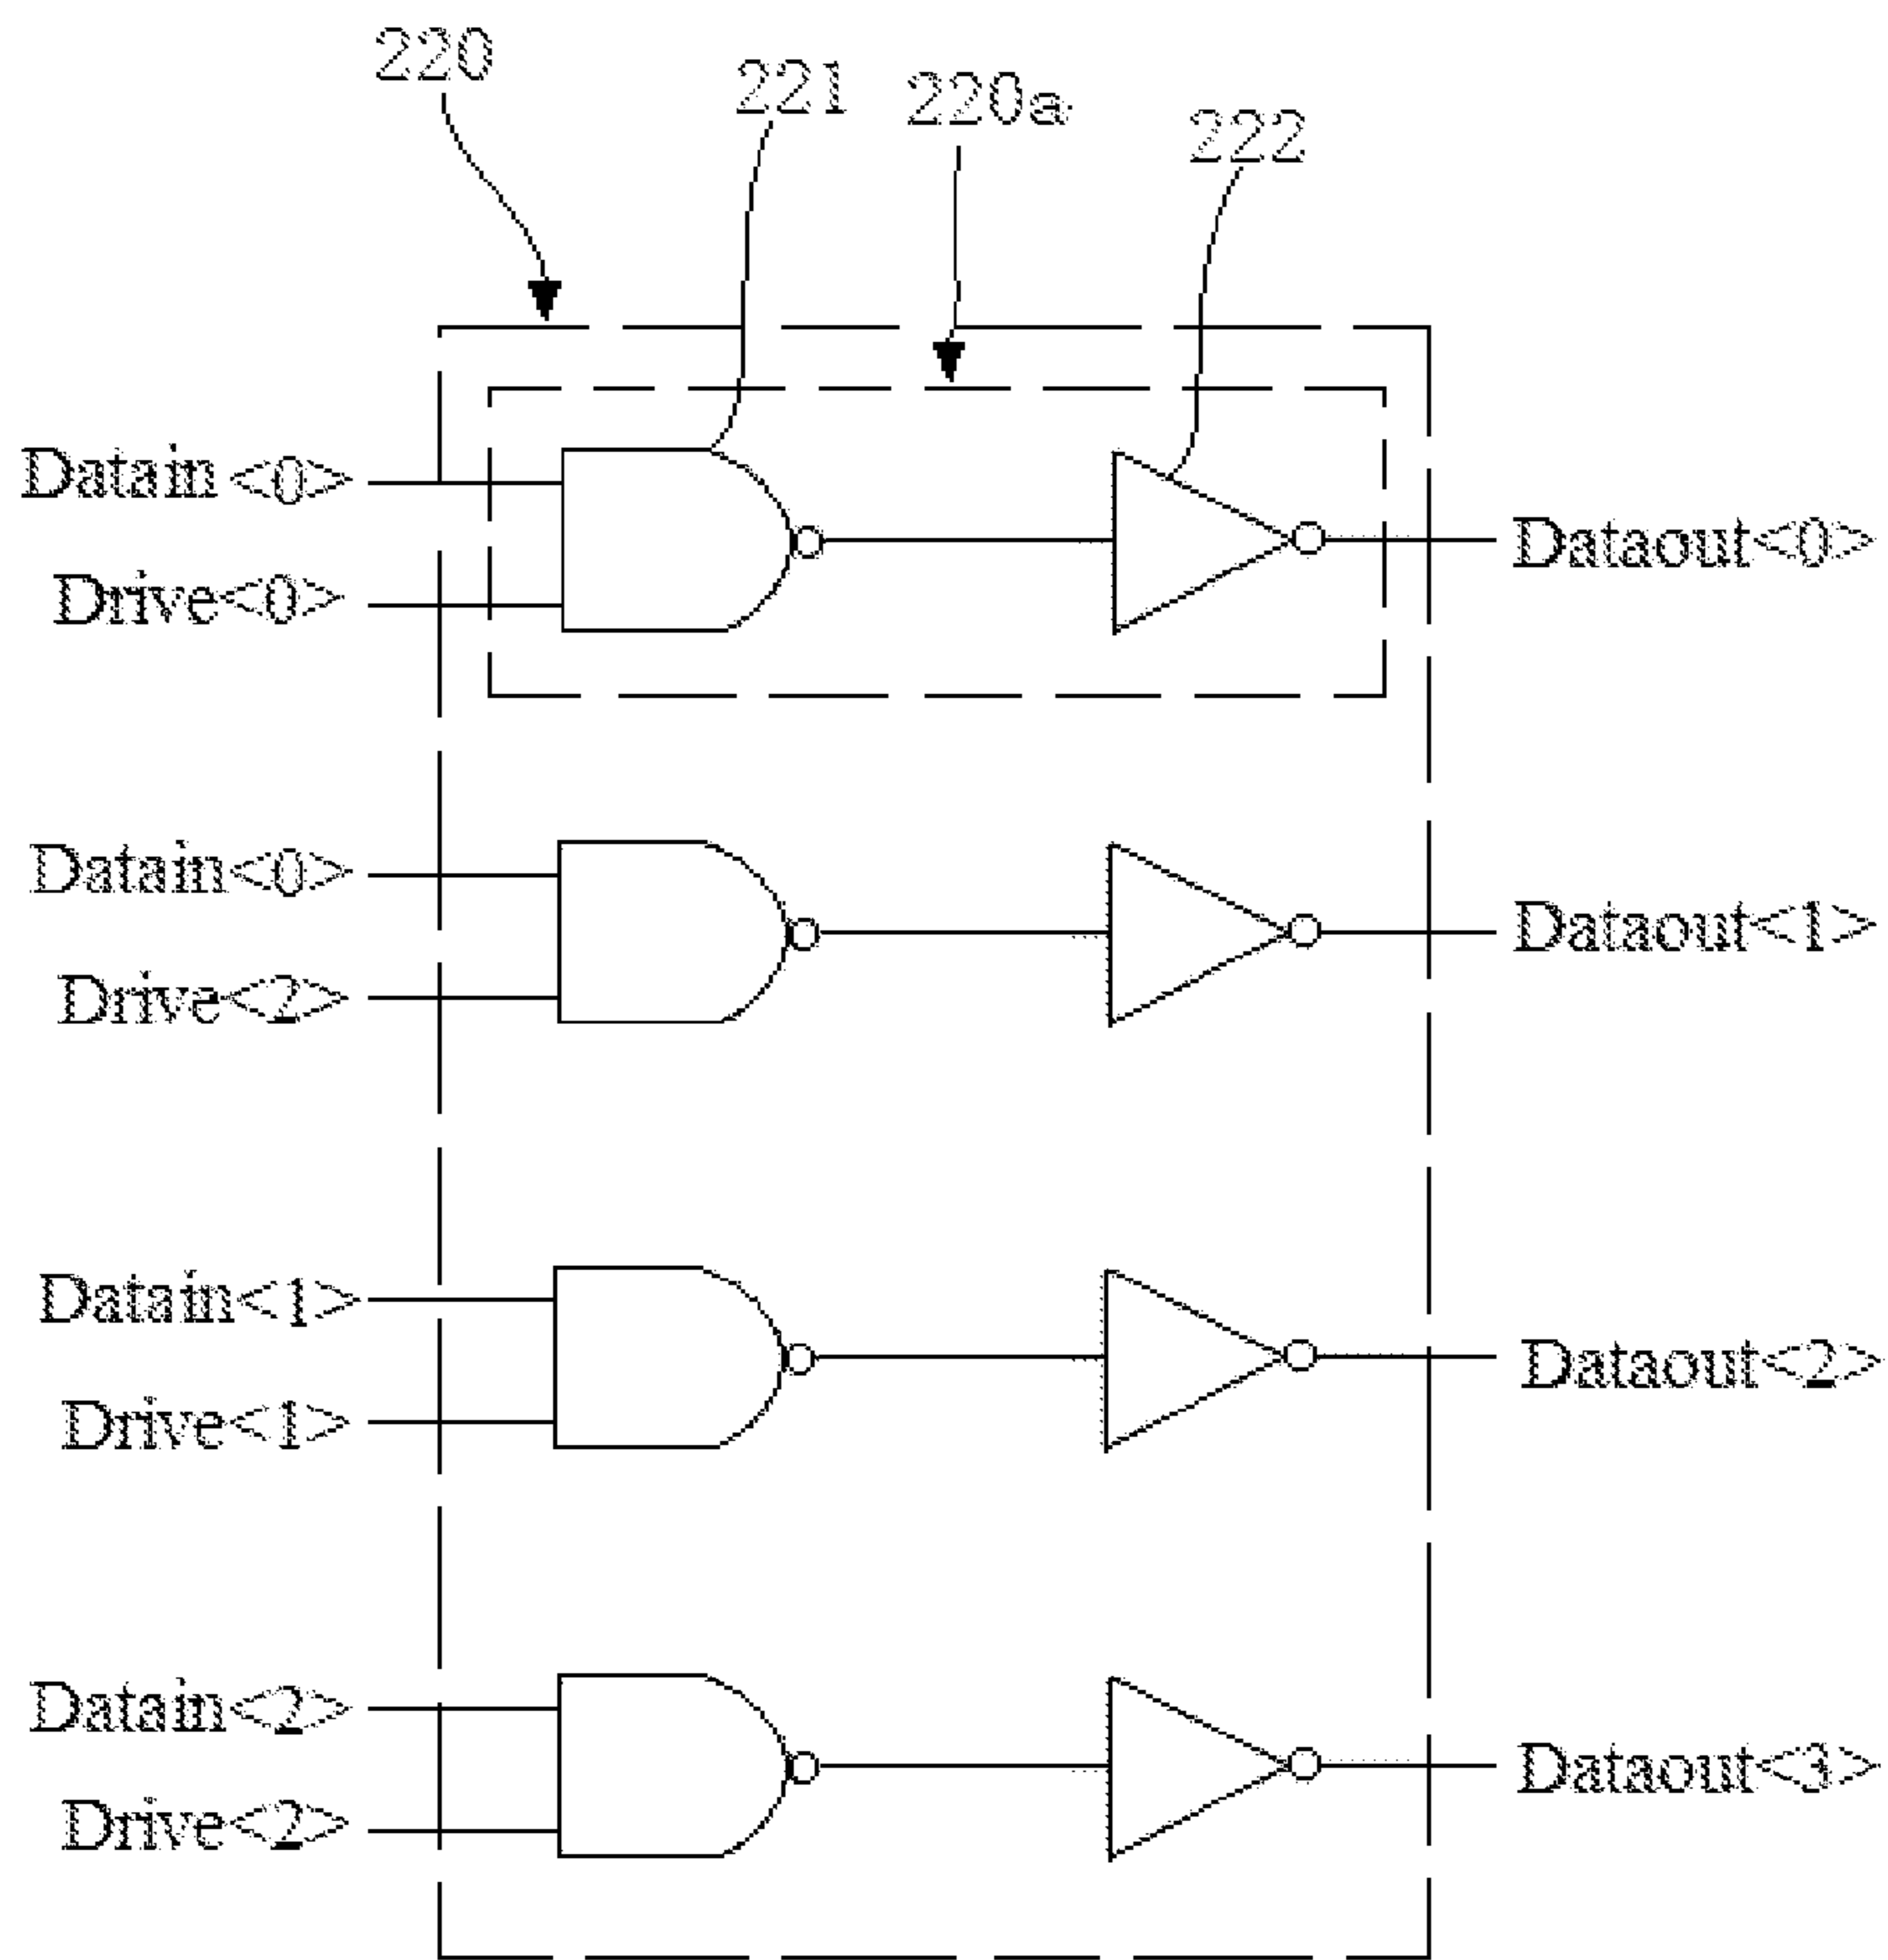 220
221
220a
222
Datain <0>
Drive<0>
Dataout<0>
Datain<0>
Drive<2>
Dataout<1>
Datain<1>
Drive<1>
Dataout<2>
Datain<2>
Drive<2>
Dataout<3>